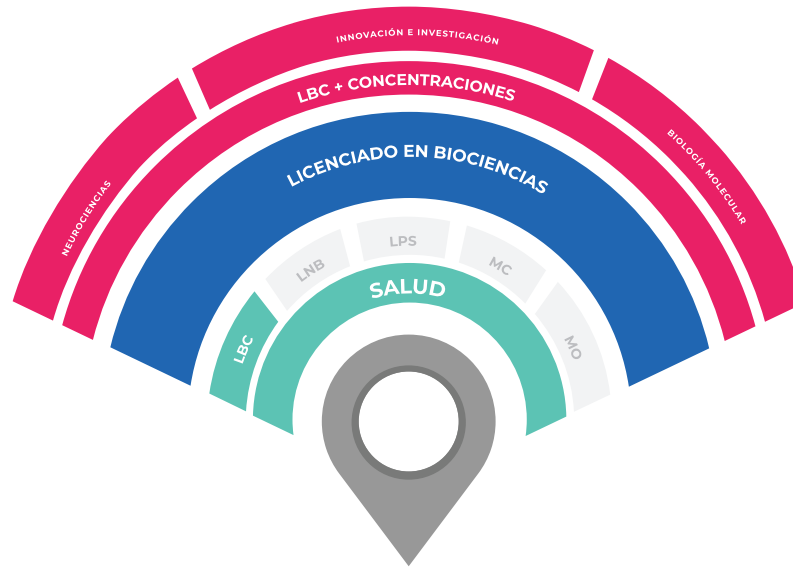 INNOVACIÓN E INVESTIGACIÓN
NEUROCIENCIAS
BIOLOGÍA MOLECULAR
LBC + CONCENTRACIONES
LICENCIADO EN BIOCIENCIAS
LBC
LNB
LPS
MC
MO
SALUD